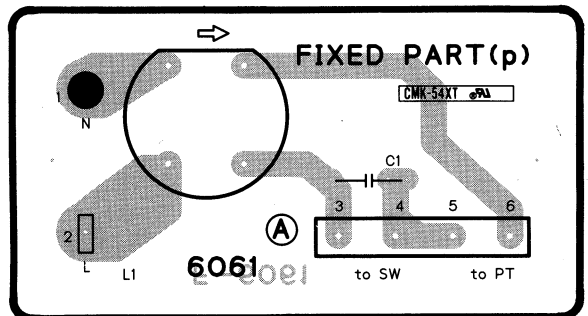 FIXED PART(p)
CMK-54XT
1
N
C1
3 4 5 6
2
L
L1
A
6061
to SW
to PT